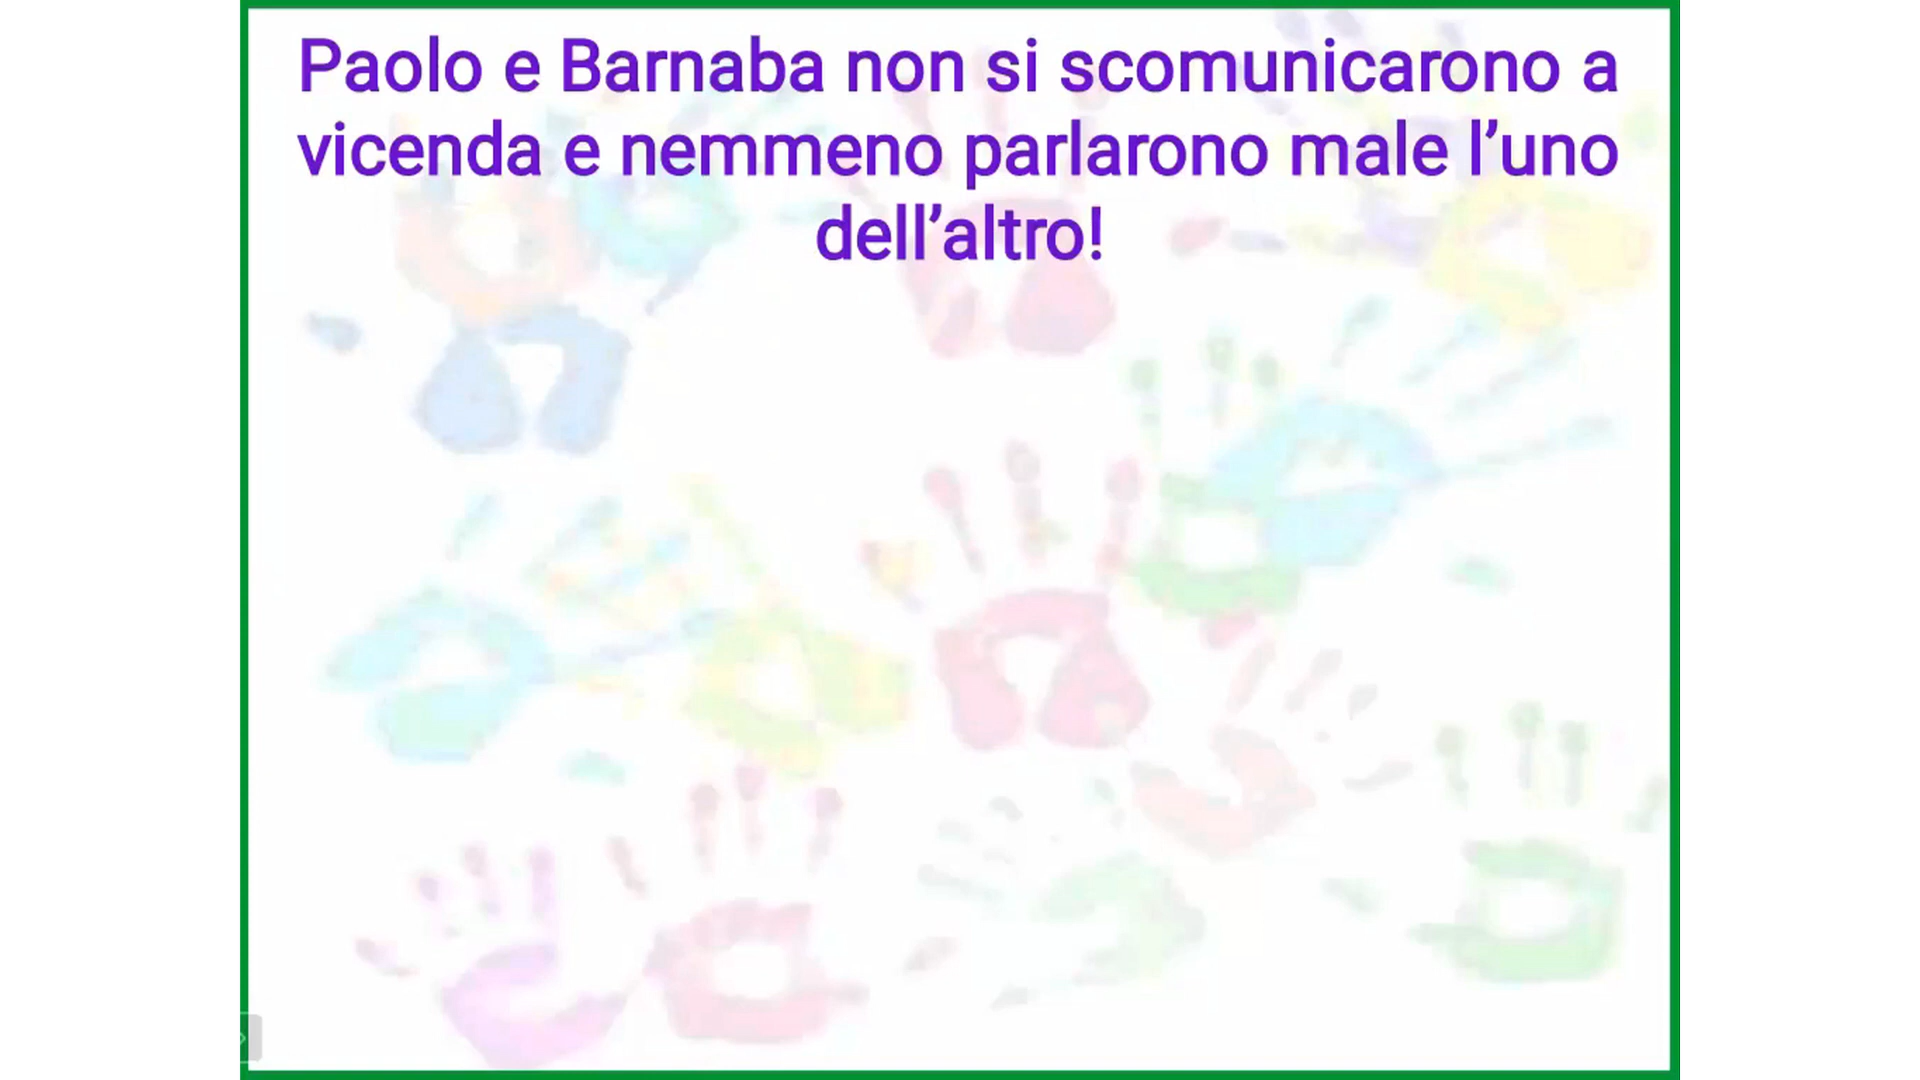 Paolo e Barnaba non si scomunicarono a
vicenda e nemmeno parlarono male l’uno
dell’altro!